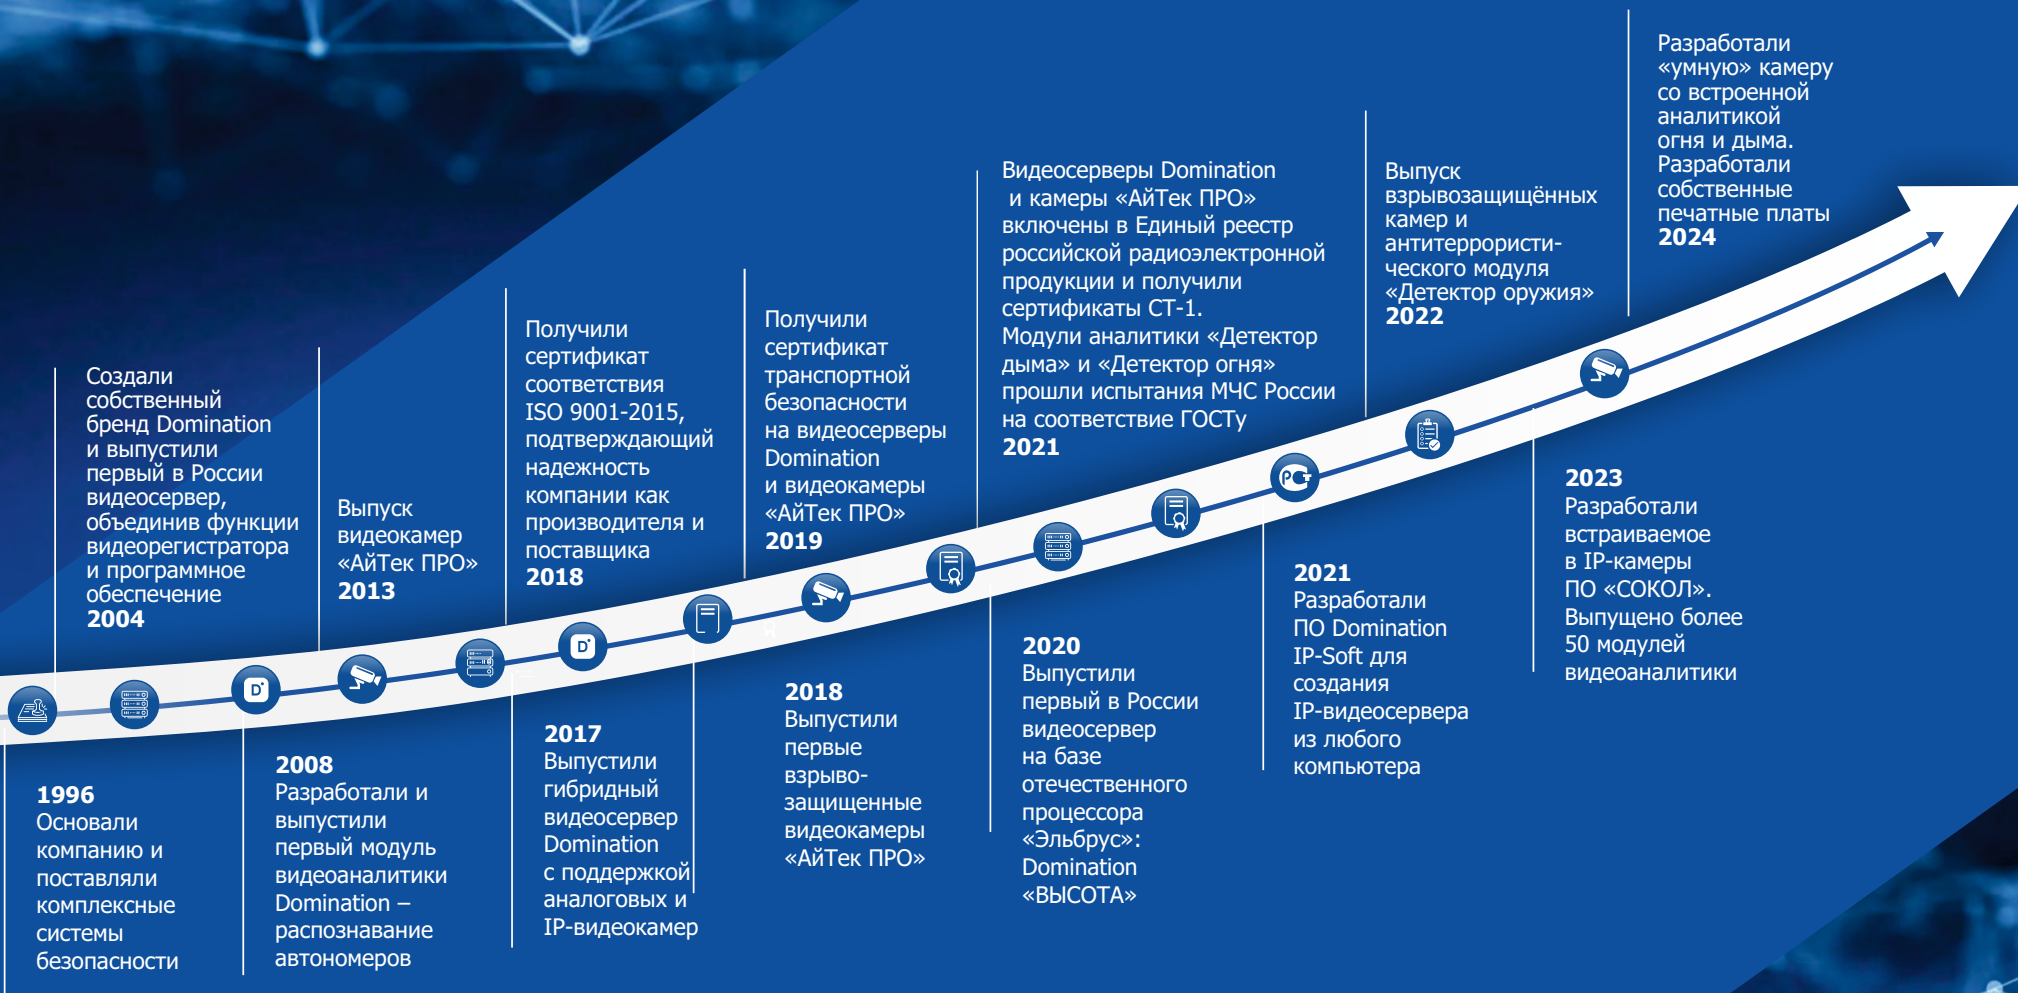 1996
Основали
компанию и
поставляли
комплексные
системы
безопасности
Создали
собственный
бренд Domination
и выпустили
первый в России
видеосервер,
объединив функции
видеорегистратора
и программное
обеспечение
2004
2008
Разработали и
выпустили
первый модуль
видеоаналитики
Domination –
распознавание
автономеров
Выпуск
видеокамер
«АйТек ПРО»
2013
2017
Выпустили
гибридный
видеосервер
Domination
с поддержкой
аналоговых и
IP-видеокамер
Получили
сертификат
соответствия
ISO 9001-2015,
подтверждающий
надежность
компании как
производителя и
поставщика
2018
2018
Выпустили
первые
взрыво-
защищенные
видеокамеры
«АйТек ПРО»
Получили
сертификат
транспортной
безопасности
на видеосерверы
Domination
и видеокамеры
«АйТек ПРО»
2019
2020
Выпустили
первый в России
видеосервер
на базе
отечественного
процессора
«Эльбрус»:
Domination
«ВЫСОТА»
Видеосерверы Domination
и камеры «АйТек ПРО»
включены в Единый реестр
российской радиоэлектронной
продукции и получили
сертификаты СТ-1.
Модули аналитики «Детектор
дыма» и «Детектор огня»
прошли испытания МЧС России
на соответствие ГОСТу
2021
2021
Разработали
ПО Domination
IP-Soft для
создания
IP-видеосервера
из любого
компьютера
Выпуск
взрывозащищённых
камер и
антитеррористи-
ческого модуля
«Детектор оружия»
2022
2023
Разработали
встраиваемое
в IP-камеры
ПО «СОКОЛ».
Выпущено более
50 модулей
видеоаналитики
Разработали
«умную» камеру
со встроенной
аналитикой
огня и дыма.
Разработали
собственные
печатные платы
2024
D
D
РСТ